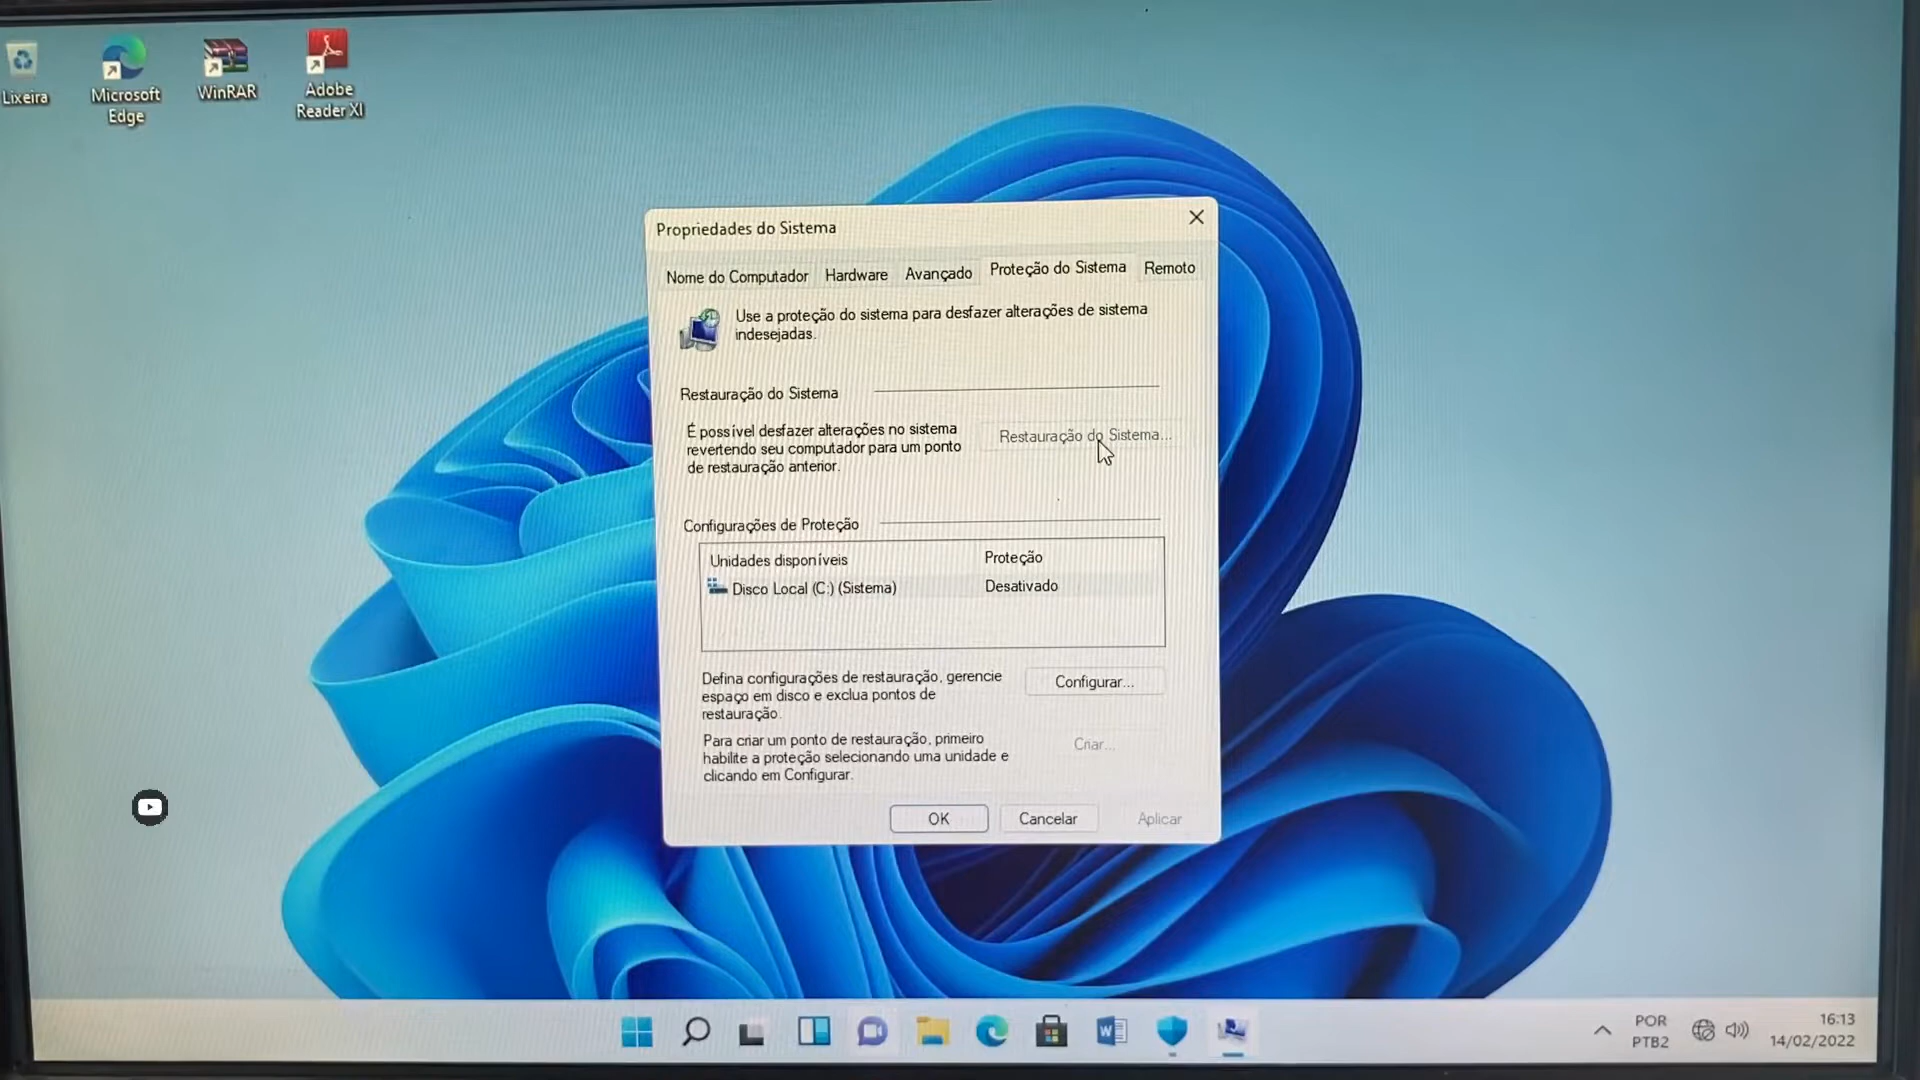 Lixeira
Microsoft
Edge
WinRAR
Adobe
Reader XI
Propriedades do Sistema
Nome do Computador
Hardware
Avançado
Proteção do Sistema
Remoto
Use a proteção do sistema para desfazer alterações de sistema
indesejadas.
Restauração do Sistema
É possível desfazer alterações no sistema
revertendo seu computador para um ponto
de restauração anterior.
Restauração do Sistema...
Configurações de Proteção
Unidades disponíveis
Proteção
Disco Local (C:) (Sistema)
Desativado
Defina configurações de restauração, gerencie
espaço em disco e exclua pontos de
restauração.
Configurar...
Para criar um ponto de restauração, primeiro
habilite a proteção selecionando uma unidade e
clicando em Configurar.
Criar...
OK
Cancelar
Aplicar
POR
PTB2
16:13
14/02/2022